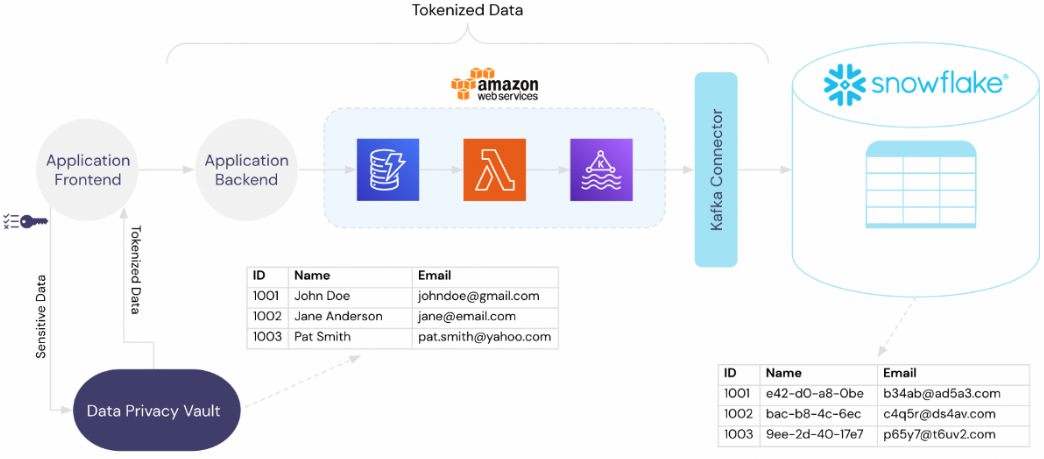 Tokenized Data
amazon
web services
snowflake®
Application
Frontend
Application
Backend
K
Kafka Connector
Sensitive Data
Tokenized Data
Data Privacy Vault
ID Name Email
1001 John Doe johndoe@gmail.com
1002 Jane Anderson jane@email.com
1003 Pat Smith pat.smith@yahoo.com
ID Name Email
1001 e42-d0-a8-0be b34ab@ad5a3.com
1002 bac-b8-4c-6ec c4q5r@ds4av.com
1003 9ee-2d-40-17e7 p65y7@t6uv2.com